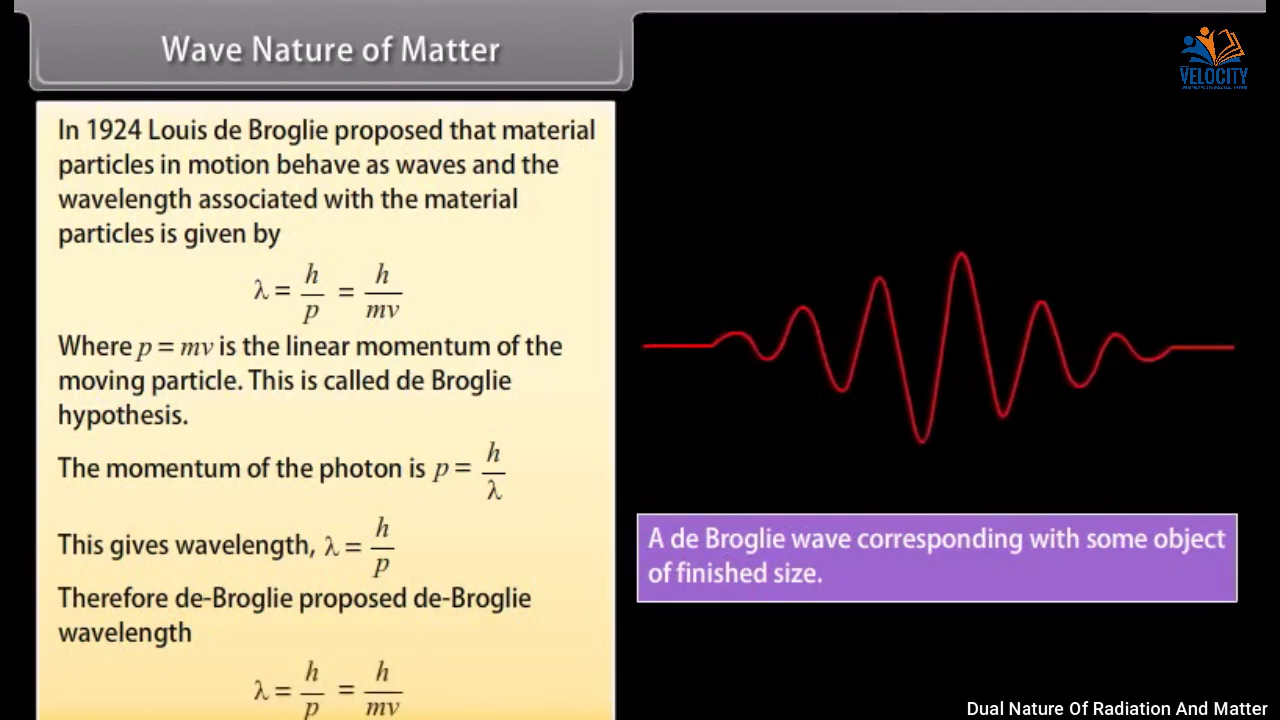 Wave Nature of Matter
VELOCITY
In 1924 Louis de Broglie proposed that material
particles in motion behave as waves and the
wavelength associated with the material
particles is given by
λ = h/p = h/mv
Where p = mv is the linear momentum of the
moving particle. This is called de Broglie
hypothesis.
The momentum of the photon is p = h/λ
This gives wavelength, λ = h/p
Therefore de-Broglie proposed de-Broglie
wavelength
λ = h/p = h/mv
A de Broglie wave corresponding with some object
of finished size.
Dual Nature Of Radiation And Matter